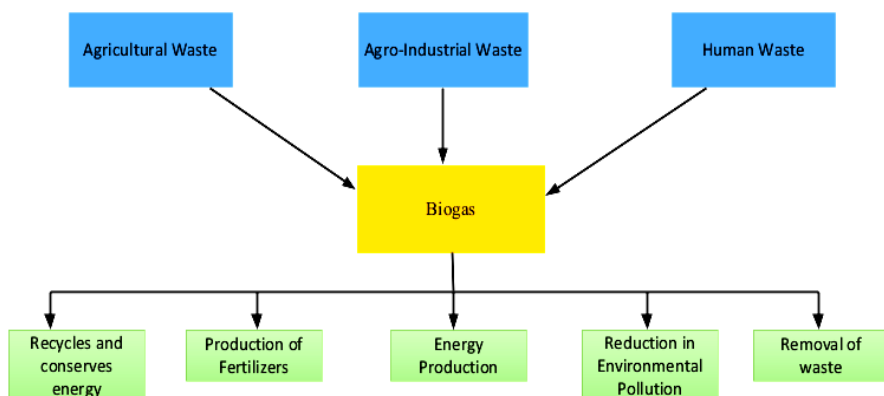 Agricultural Waste
Agro-Industrial Waste
Human Waste
Biogas
Recycles and
conserves
energy
Production of
Fertilizers
Energy
Production
Reduction in
Environmental
Pollution
Removal of
waste